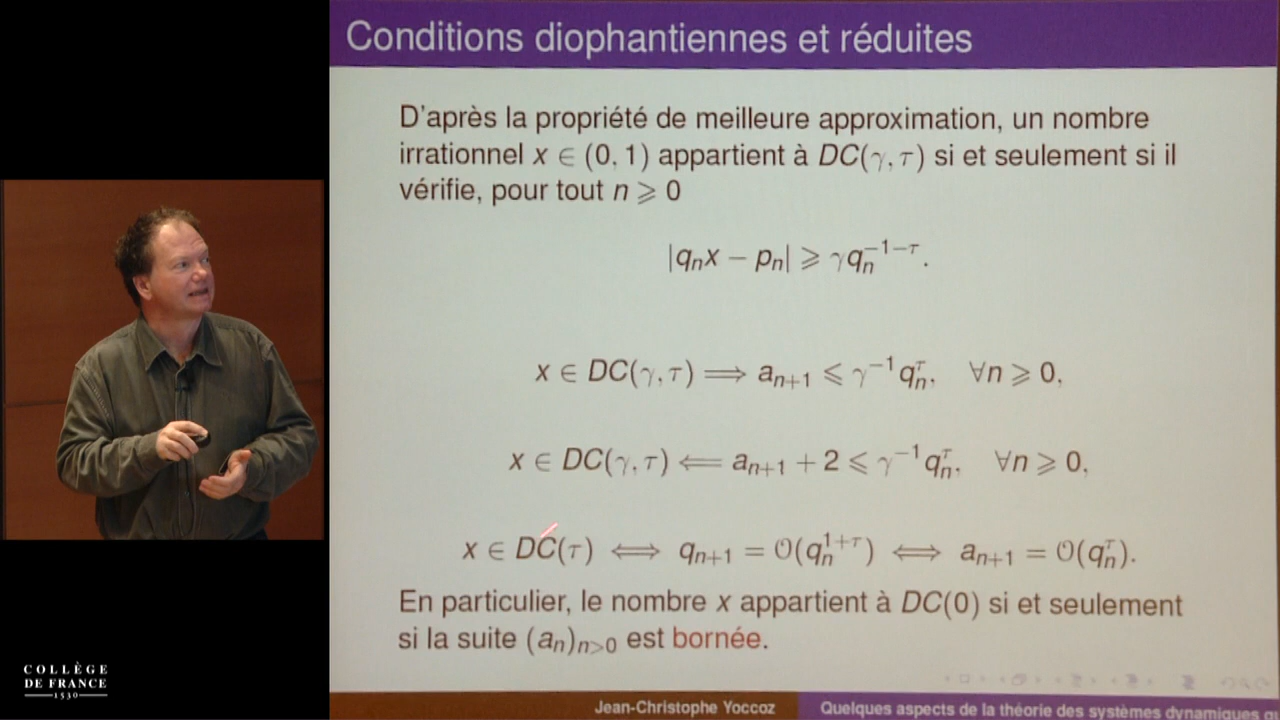 Conditions diophantiennes et réduites
D'après la propriété de meilleure approximation, un nombre
irrationnel x ∈ (0, 1) appartient à DC(γ, τ) si et seulement si il
vérifie, pour tout n ⩾ 0
|qₙx − pₙ| ⩾ γqₙ^{−1−τ}.
x ∈ DC(γ, τ) ⟹ aₙ₊₁ ⩽ γ⁻¹qₙ^τ, ∀n ⩾ 0,
x ∈ DC(γ, τ) ⟸ aₙ₊₁ + 2 ⩽ γ⁻¹qₙ^τ, ∀n ⩾ 0,
x ∈ DC(τ) ⟺ qₙ₊₁ = O(qₙ^{1+τ}) ⟺ aₙ₊₁ = O(qₙ^τ).
En particulier, le nombre x appartient à DC(0) si et seulement
si la suite (aₙ)ₙ>₀ est bornée.
COLLÈGE
DE FRANCE
1530
Jean-Christophe Yoccoz
Quelques aspects de la théorie des systèmes dynamiques q